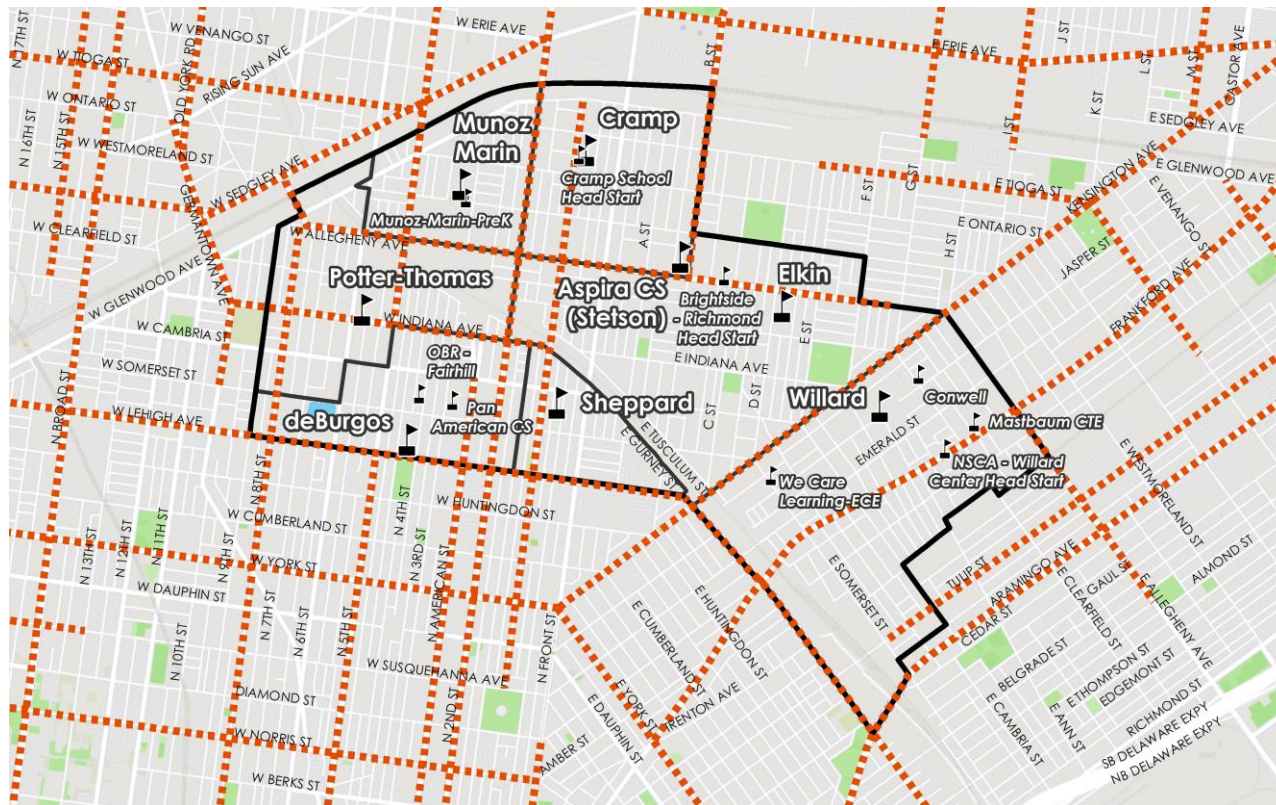 W VENANGO ST
W ERIE AVE
N 17TH ST
W TIOGA ST
OLD YORK RD
RISING SUN AVE
B ST
E ERIE AVE
J ST
L ST
M ST
CASTOR AVE
W ONTARIO ST
N 16TH ST
N 15TH ST
W WESTMORELAND ST
K ST
I ST
E SEDGLEY AVE
Munoz
Marin
Cramp
Cramp School
Head Start
Munoz-Marin-PreK
W SEDGLEY AVE
GERMANTOWN AVE
F ST
G ST
E TIOGA ST
KENSINGTON AVE
E GLENWOOD AVE
E VENANGO ST
W CLEARFIELD ST
W ALLEGHENY AVE
A ST
E ONTARIO ST
H ST
JASPER ST
FRANKFORD AVE
W GLENWOOD AVE
Potter-Thomas
Aspira CS
(Stetson)
Elkin
Brightside
- Richmond
Head Start
W CAMBRIA ST
W INDIANA AVE
E INDIANA AVE
E ST
W SOMERSET ST
OBR -
Fairhill
Pan
American CS
D ST
C ST
Willard
Conwell
Mastbaum CTE
N BROAD ST
W LEHIGH AVE
deBurgos
Sheppard
E TUSCULUM ST
E GURNEY ST
EMERALD ST
NSCA - Willard
Center Head Start
We Care
Learning-ECE
E WESTMORELAND ST
N 8TH ST
N 4TH ST
W HUNTINGDON ST
W CUMBERLAND ST
N 13TH ST
N 12TH ST
N 11TH ST
N 9TH ST
W YORK ST
N 3RD ST
N AMERICAN ST
TULIP ST
ARAMINGO AVE
GAUL ST
ALMOND ST
W DAUPHIN ST
N 7TH ST
N 6TH ST
N 5TH ST
E SOMERSET ST
E CLEARFIELD ST
E ALLEGHENY AVE
N 10TH ST
W SUSQUEHANNA AVE
N FRONT ST
E CUMBERLAND ST
E HUNTINGDON ST
CEDAR ST
BELGRADE ST
E THOMPSON ST
EDGEMONT ST
DIAMOND ST
N 2ND ST
E YORK ST
TRENTON AVE
E ANN ST
E CAMBRIA ST
RICHMOND ST
W NORRIS ST
E DAUPHIN ST
AMBER ST
SB DELAWARE EXPY
NB DELAWARE EXPY
W BERKS ST